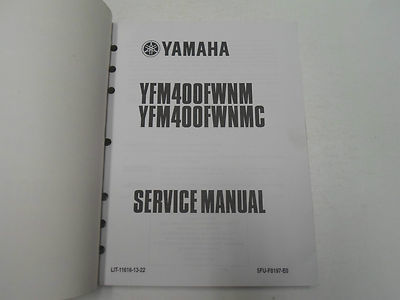 YAMAHA
YFM400FWNM
YFM400FWNMC
SERVICE MANUAL
LIT-11616-13-22
5FU-F8197-E0